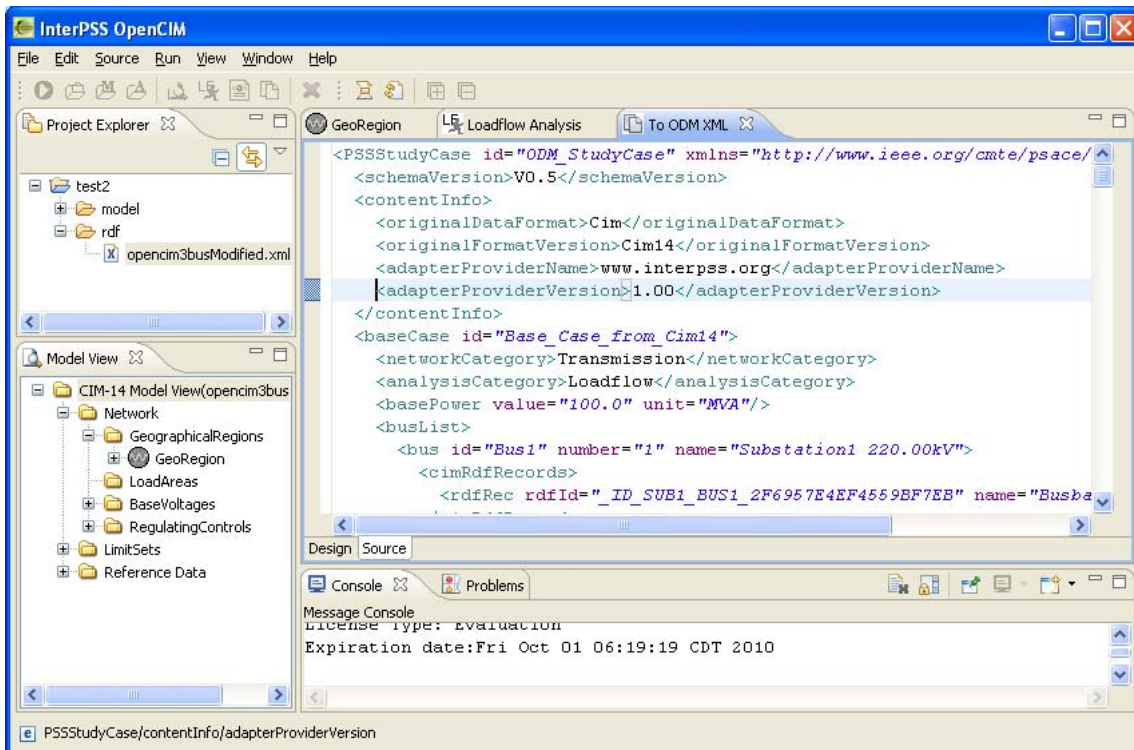 InterPSS OpenCIM
File Edit Source Run View Window Help
Project Explorer
test2
model
rdf
opencim3busModified.xml
Model View
CIM-14 Model View(opencim3bus
Network
GeographicalRegions
GeoRegion
LoadAreas
BaseVoltages
RegulatingControls
LimitSets
Reference Data
GeoRegion Loadflow Analysis To ODM XML
<PSSStudyCase id="ODM_StudyCase" xmlns="http://www.ieee.org/cmte/psace/
<schemaVersion>V0.5</schemaVersion>
<contentInfo>
<originalDataFormat>Cim</originalDataFormat>
<originalFormatVersion>Cim14</originalFormatVersion>
<adapterProviderName>www.interpss.org</adapterProviderName>
<adapterProviderVersion>1.00</adapterProviderVersion>
</contentInfo>
<baseCase id="Base_Case_from_Cim14">
<networkCategory>Transmission</networkCategory>
<analysisCategory>Loadflow</analysisCategory>
<basePower value="100.0" unit="MVA"/>
<busList>
<bus id="Bus1" number="1" name="Substation1 220.00kV">
<cimRdfRecords>
<rdfRec rdfId="_ID_SUB1_BUS1_2F6957E4EF4559BF7EB" name="Busba
Design Source
Console Problems
Message Console
License Type: Evaluation
Expiration date:Fri Oct 01 06:19:19 CDT 2010
PSSStudyCase/contentInfo/adapterProviderVersion